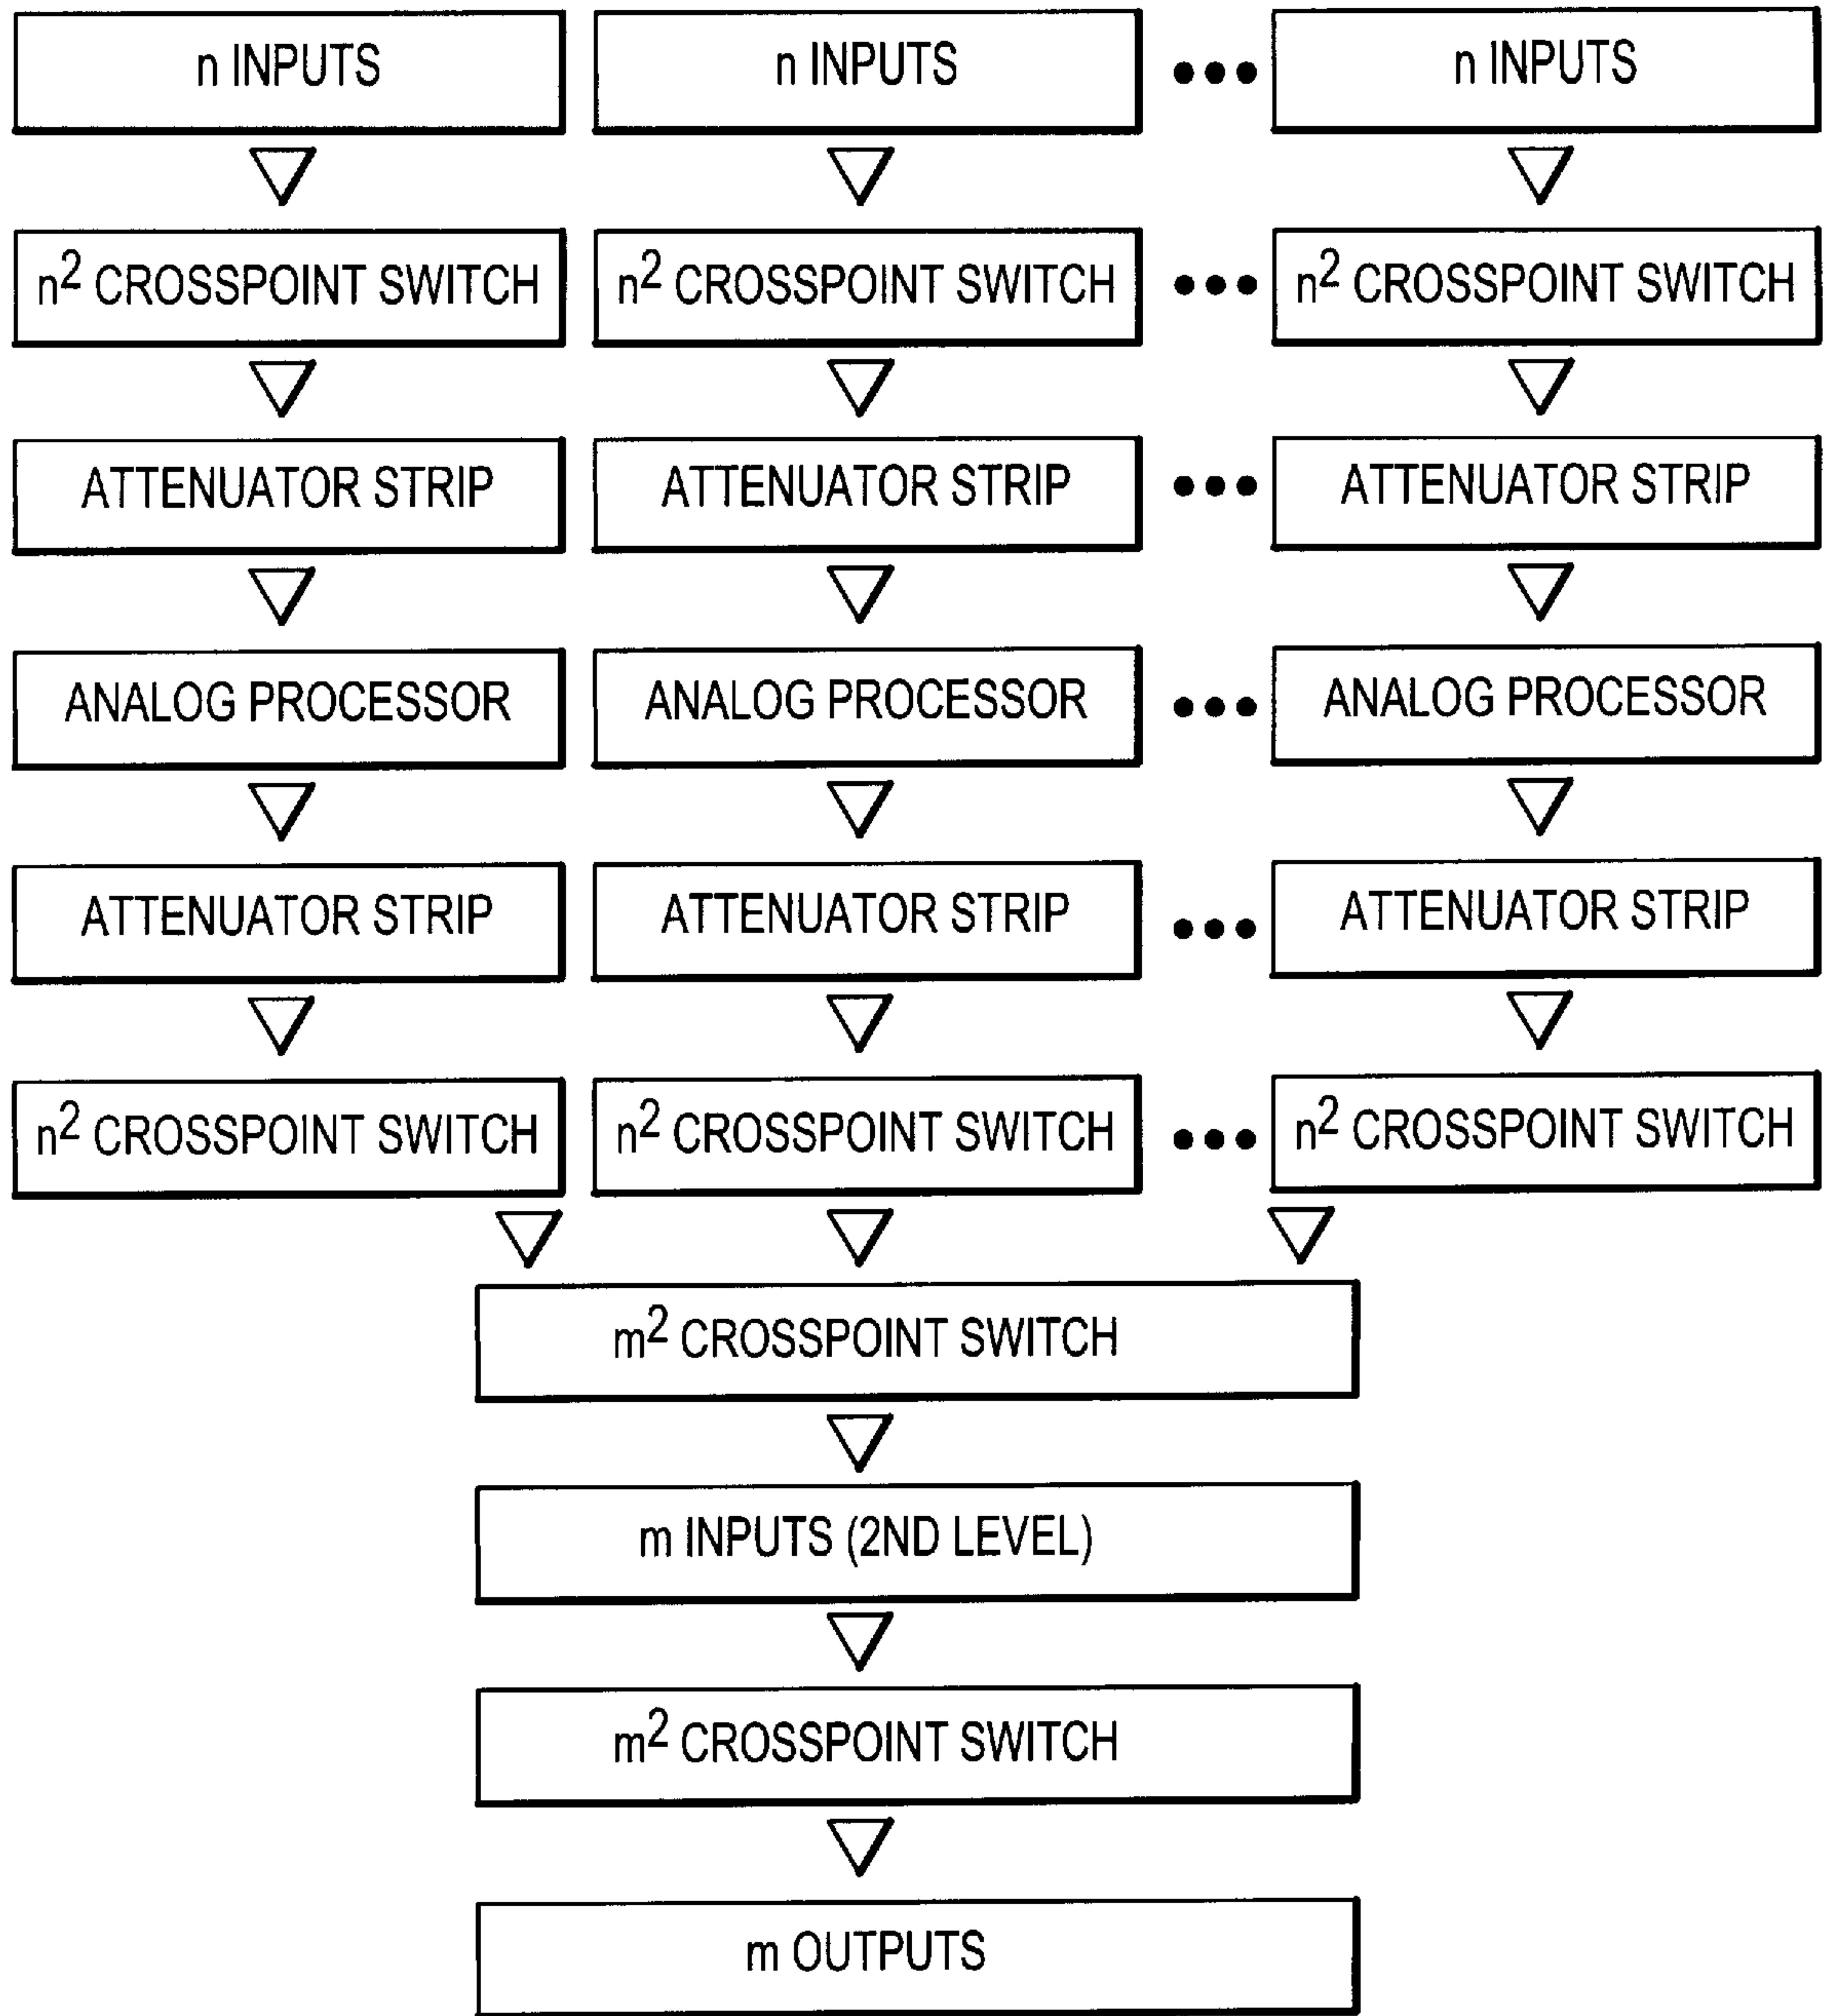 n INPUTS n INPUTS ••• n INPUTS
n² CROSSPOINT SWITCH n² CROSSPOINT SWITCH ••• n² CROSSPOINT SWITCH
ATTENUATOR STRIP ATTENUATOR STRIP ••• ATTENUATOR STRIP
ANALOG PROCESSOR ANALOG PROCESSOR ••• ANALOG PROCESSOR
ATTENUATOR STRIP ATTENUATOR STRIP ••• ATTENUATOR STRIP
n² CROSSPOINT SWITCH n² CROSSPOINT SWITCH ••• n² CROSSPOINT SWITCH
m² CROSSPOINT SWITCH
m INPUTS (2ND LEVEL)
m² CROSSPOINT SWITCH
m OUTPUTS